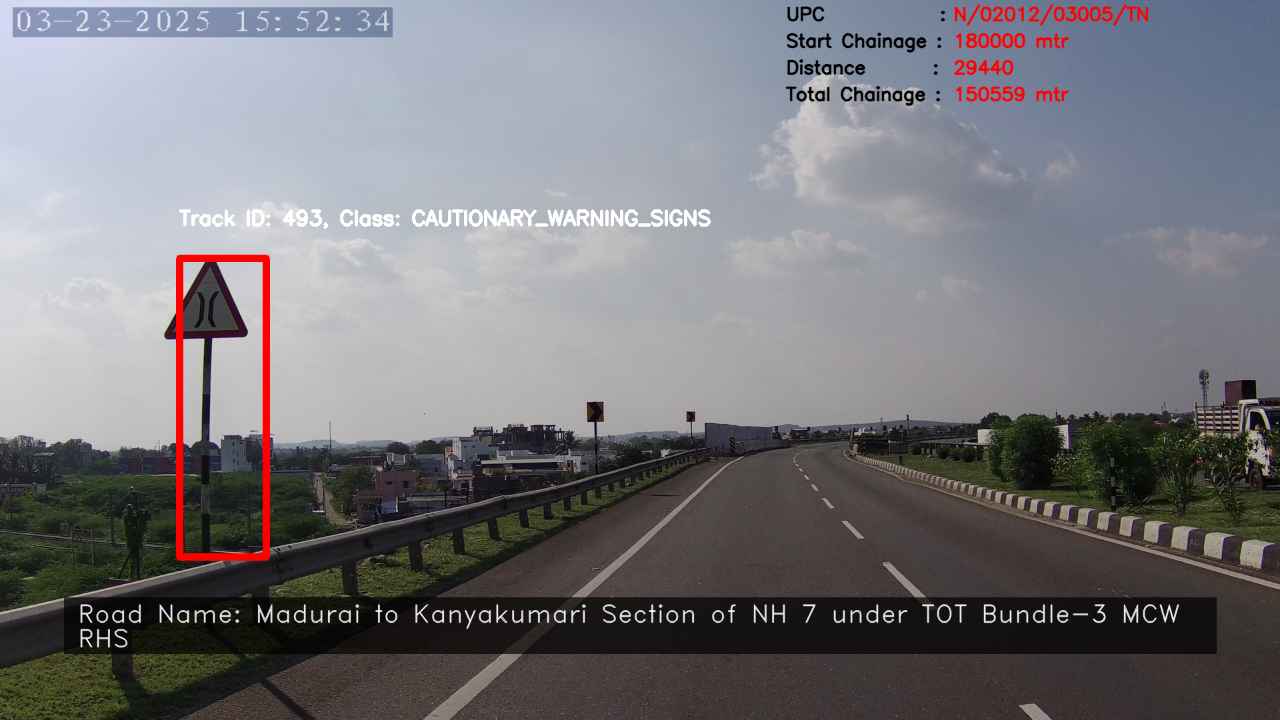 03-23-2025 15:52:34
UPC : N/02012/03005/TN
Start Chainage : 180000 mtr
Distance : 29440
Total Chainage : 150559 mtr
Track ID: 493, Class: CAUTIONARY_WARNING_SIGNS
Road Name: Madurai to Kanyakumari Section of NH 7 under TOT Bundle-3 MCW
RHS